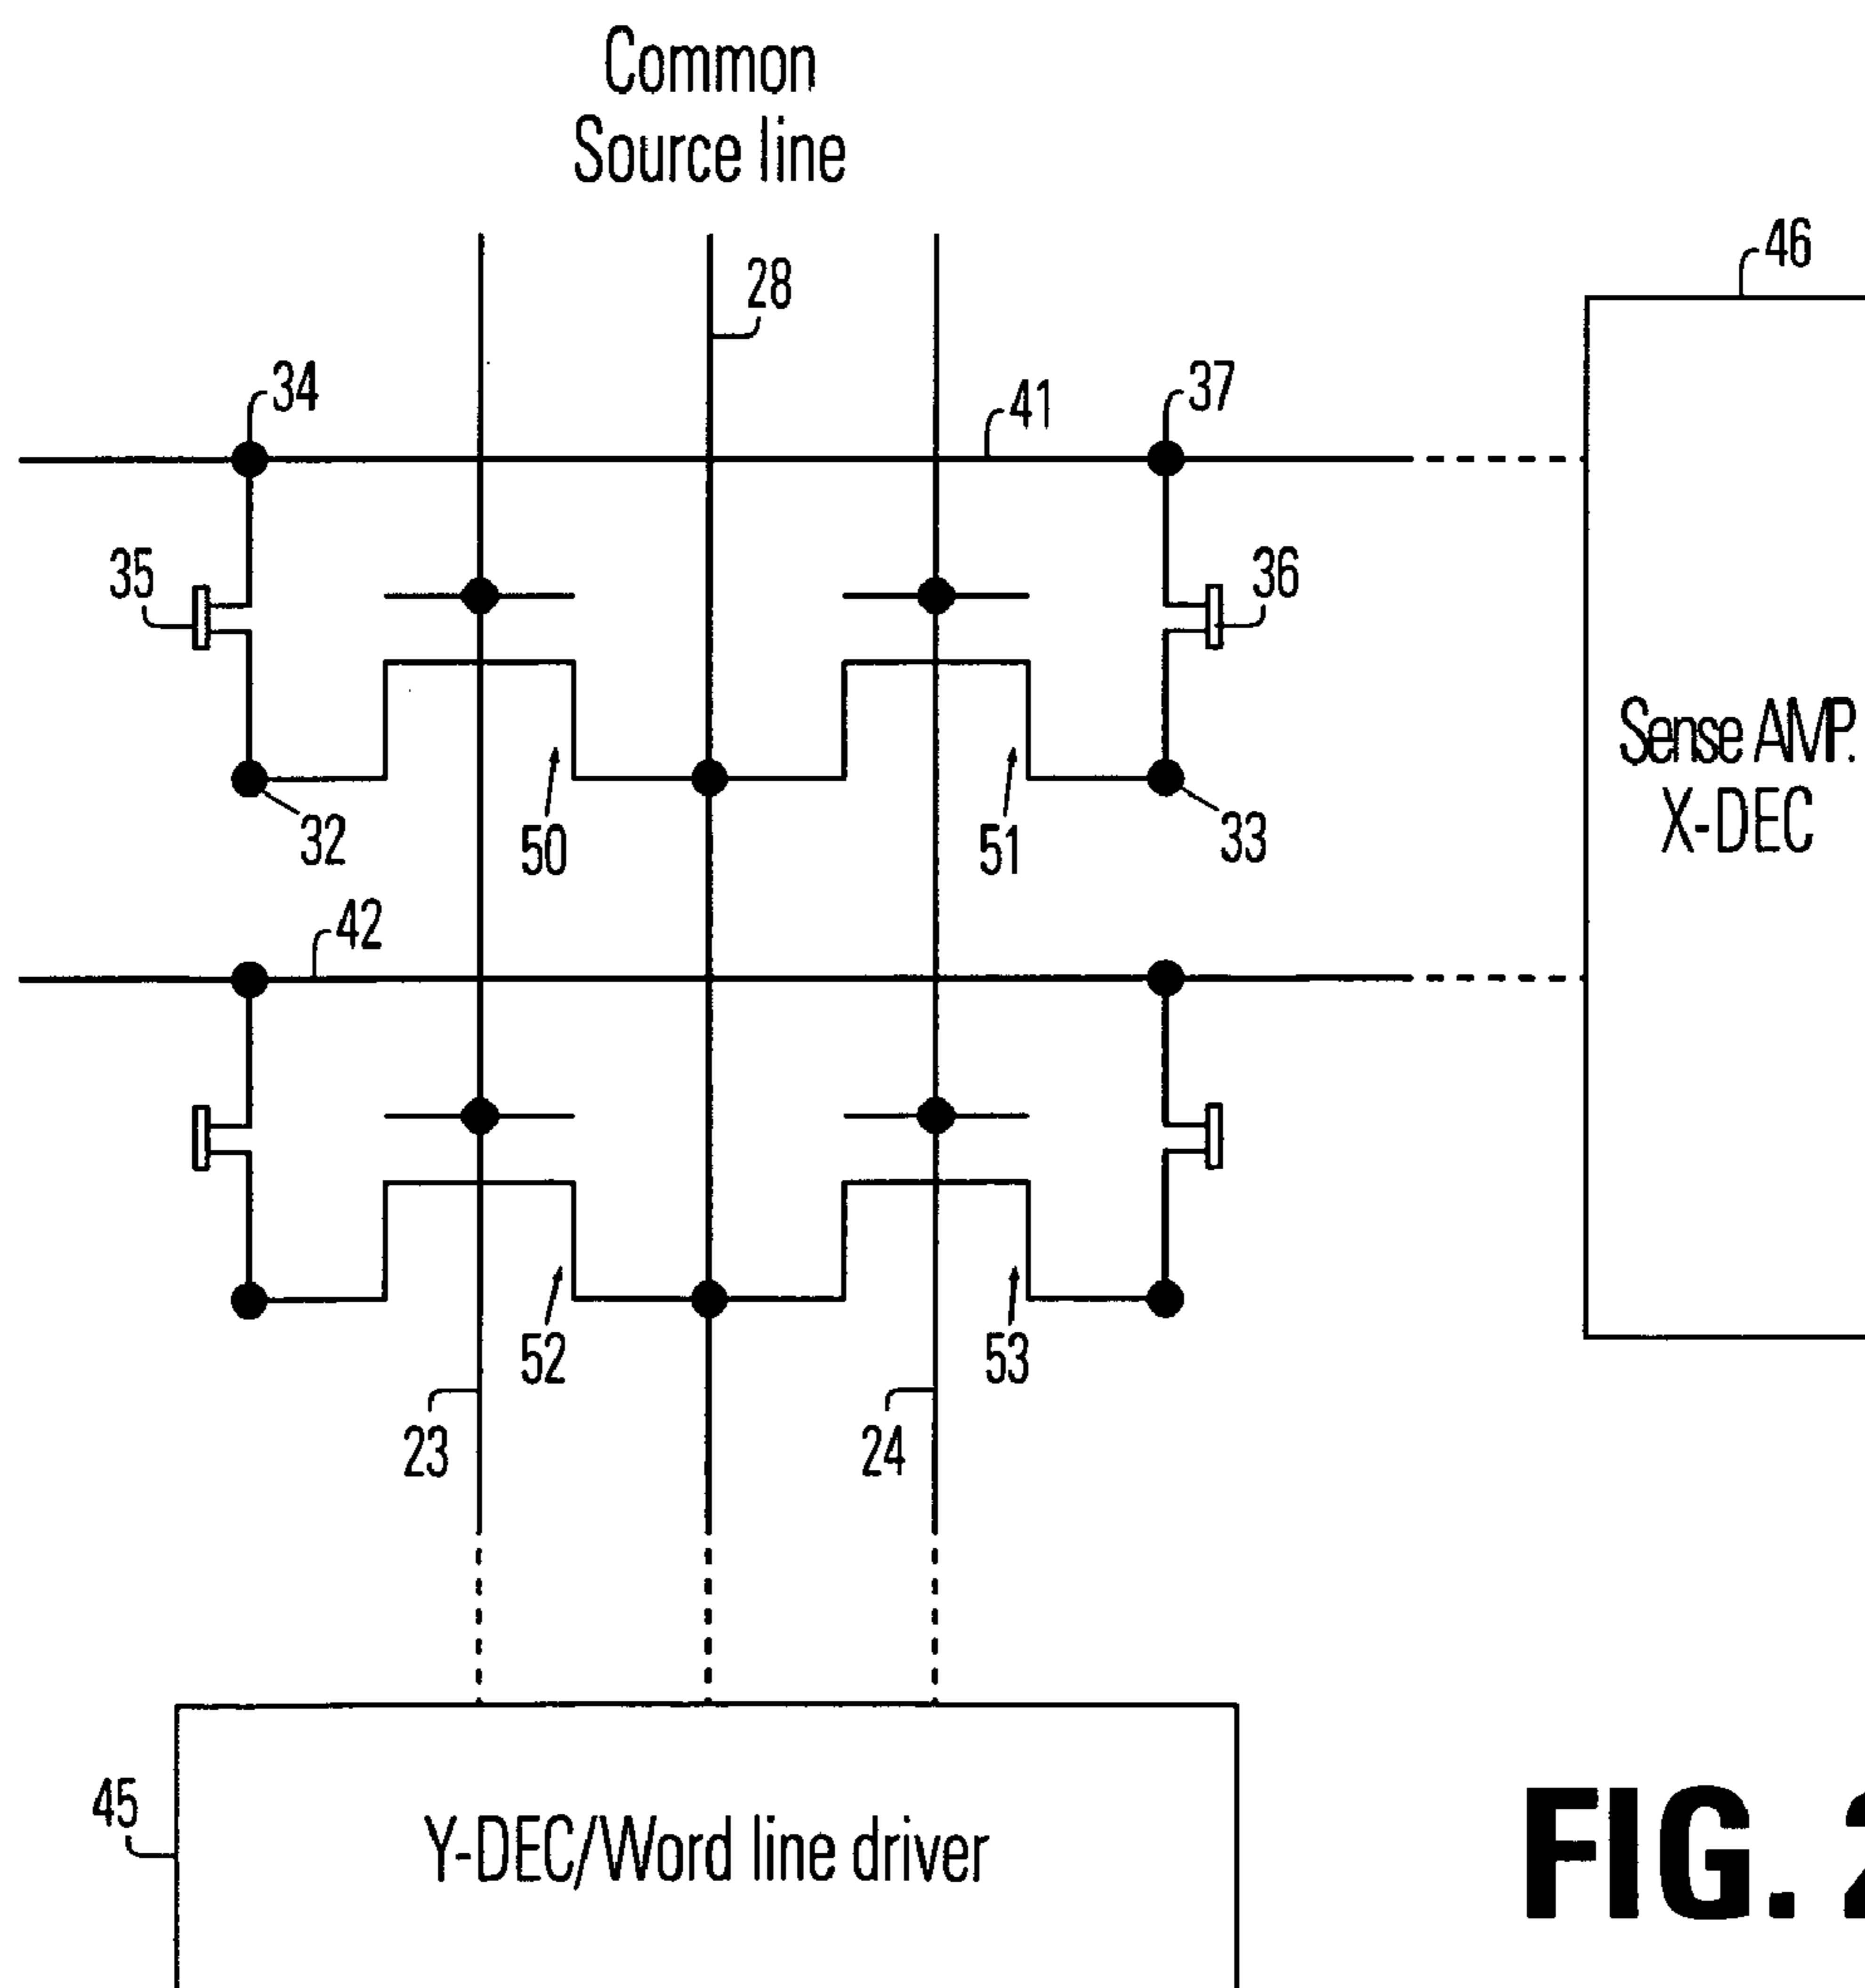 Common
Source line
46
28
34
37
41
35
36
Sense AMP.
X-DEC
32
50
51
33
42
52
53
23
24
45
Y-DEC/Word line driver
FIG. 2